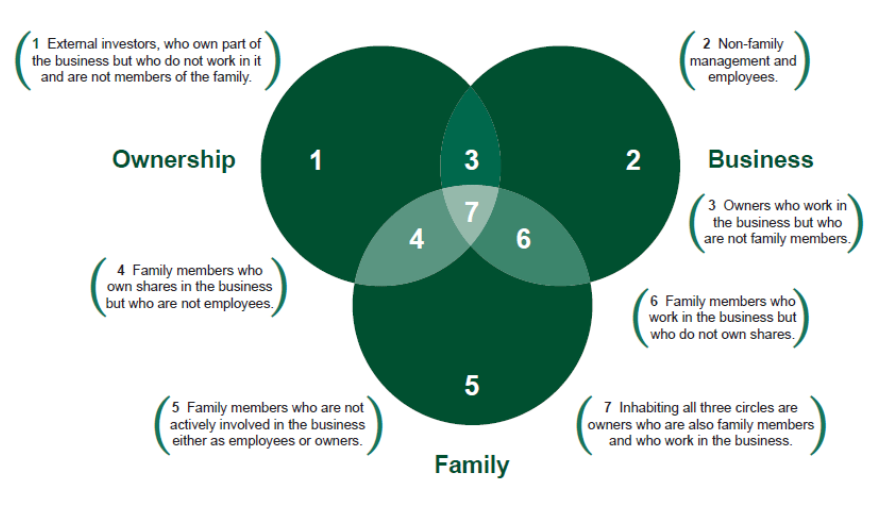 1 External investors, who own part of
the business but who do not work in it
and are not members of the family.
2 Non-family
management and
employees.
Ownership
1
3
2
Business
7
4
6
3 Owners who work in
the business but who
are not family members.
4 Family members who
own shares in the business
but who are not employees.
6 Family members who
work in the business but
who do not own shares.
5
5 Family members who are not
actively involved in the business
either as employees or owners.
7 Inhabiting all three circles are
owners who are also family members
and who work in the business.
Family